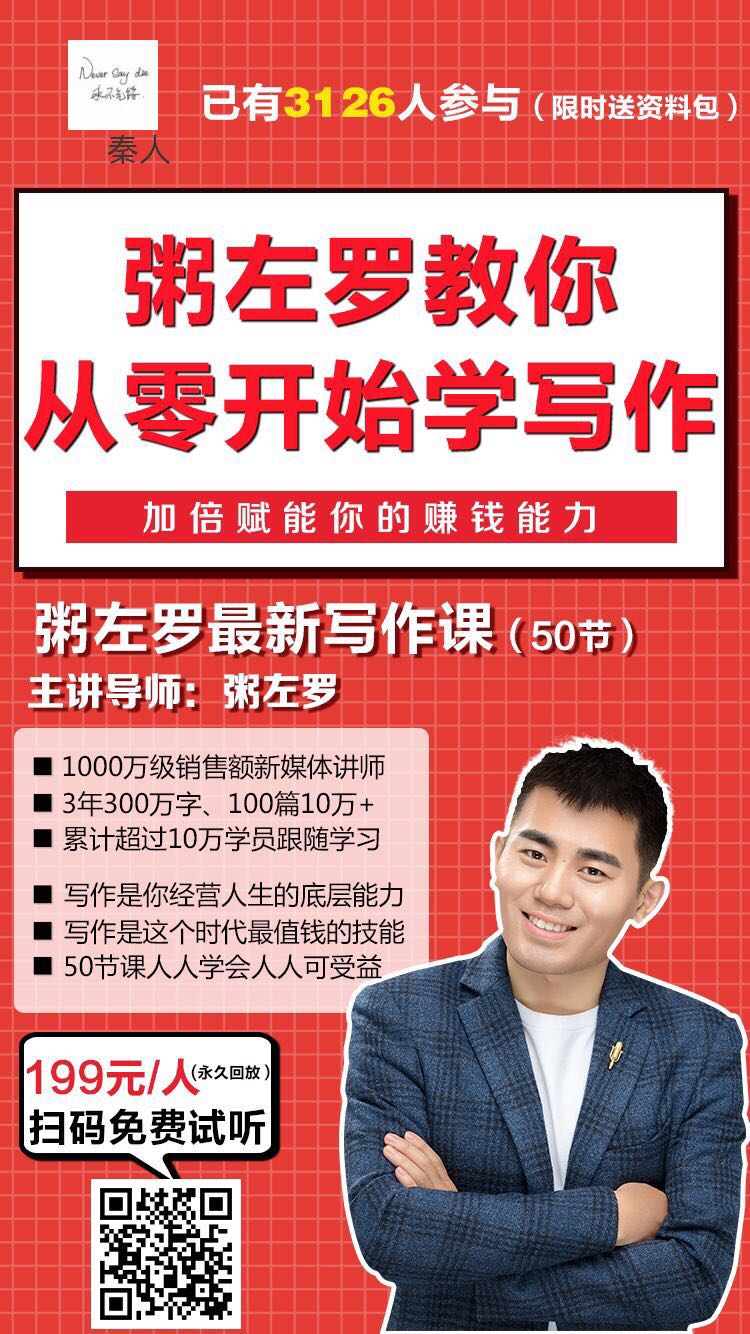 Never Say die
永不先锋
秦人
已有3126人参与（限时送资料包）
粥左罗教你
从零开始学写作
加倍赋能你的赚钱能力
粥左罗最新写作课（50节）
主讲导师：粥左罗
■ 1000万级销售额新媒体讲师
■ 3年300万字、100篇10万+
■ 累计超过10万学员跟随学习
■ 写作是你经营人生的底层能力
■ 写作是这个时代最值钱的技能
■ 50节课人人学会人人可受益
199元/人（永久回放）
扫码免费试听